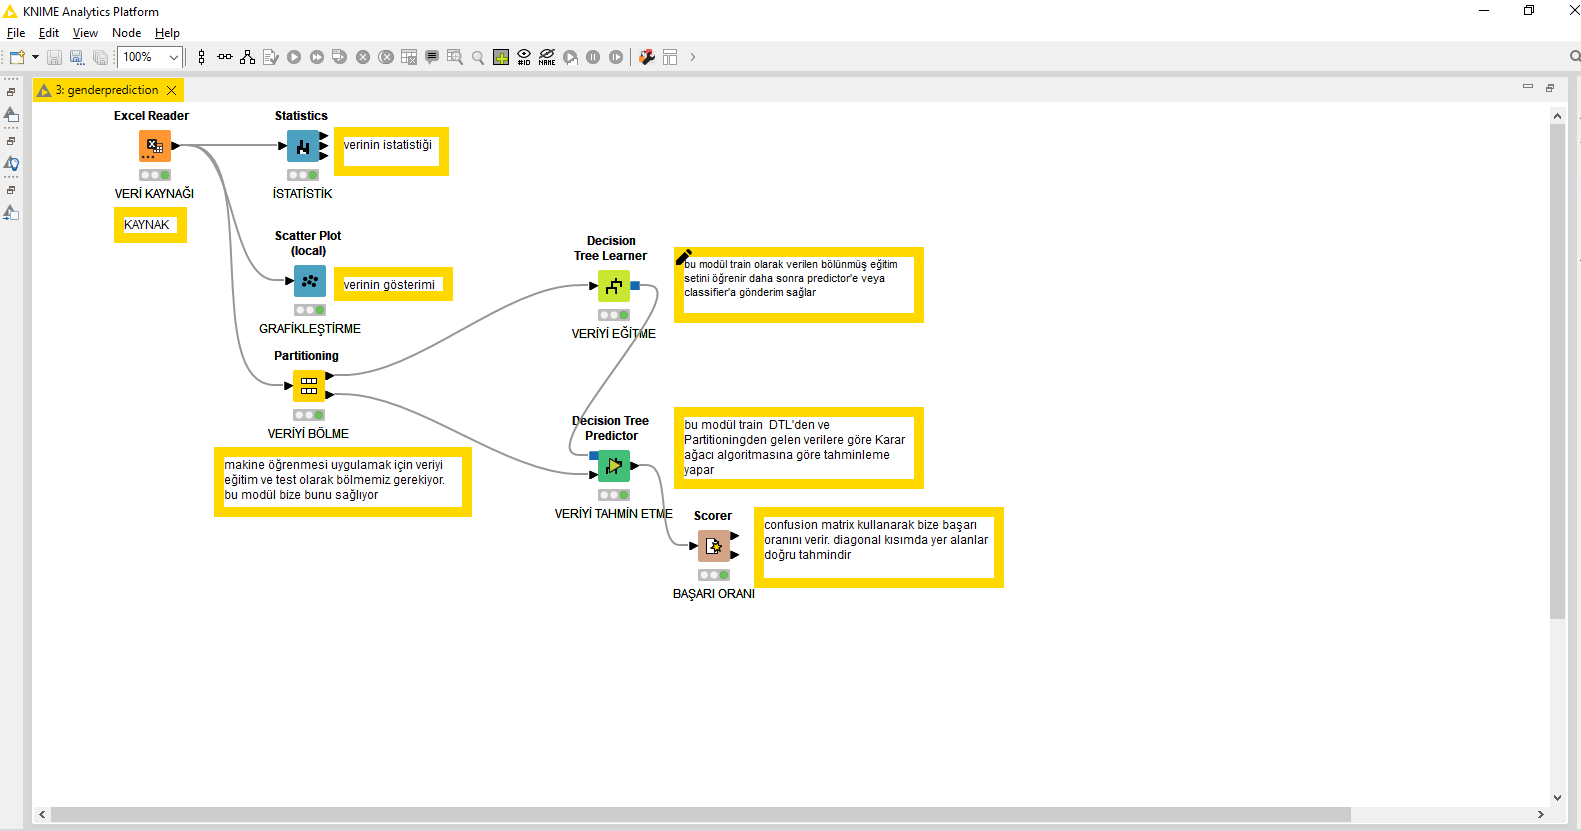 KNIME Analytics Platform
File Edit View Node Help
100%
#ID
NAME
3: genderprediction
Excel Reader
VERİ KAYNAĞI
KAYNAK
Statistics
İSTATİSTİK
verinin istatistiği
Scatter Plot
(local)
GRAFİKLEŞTİRME
verinin gösterimi
Partitioning
VERİYİ BÖLME
makine öğrenmesi uygulamak için veriyi
eğitim ve test olarak bölmemiz gerekiyor.
bu modül bize bunu sağlıyor
Decision
Tree Learner
VERİYİ EĞİTME
bu modül train olarak verilen bölünmüş eğitim
setini öğrenir daha sonra predictor'e veya
classifier'a gönderim sağlar
Decision Tree
Predictor
VERİYİ TAHMİN ETME
bu modül train  DTL'den ve
Partitioningden gelen verilere göre Karar
ağacı algoritmasına göre tahminleme
yapar
Scorer
BAŞARI ORANI
confusion matrix kullanarak bize başarı
oranını verir. diagonal kısımda yer alanlar
doğru tahmindir